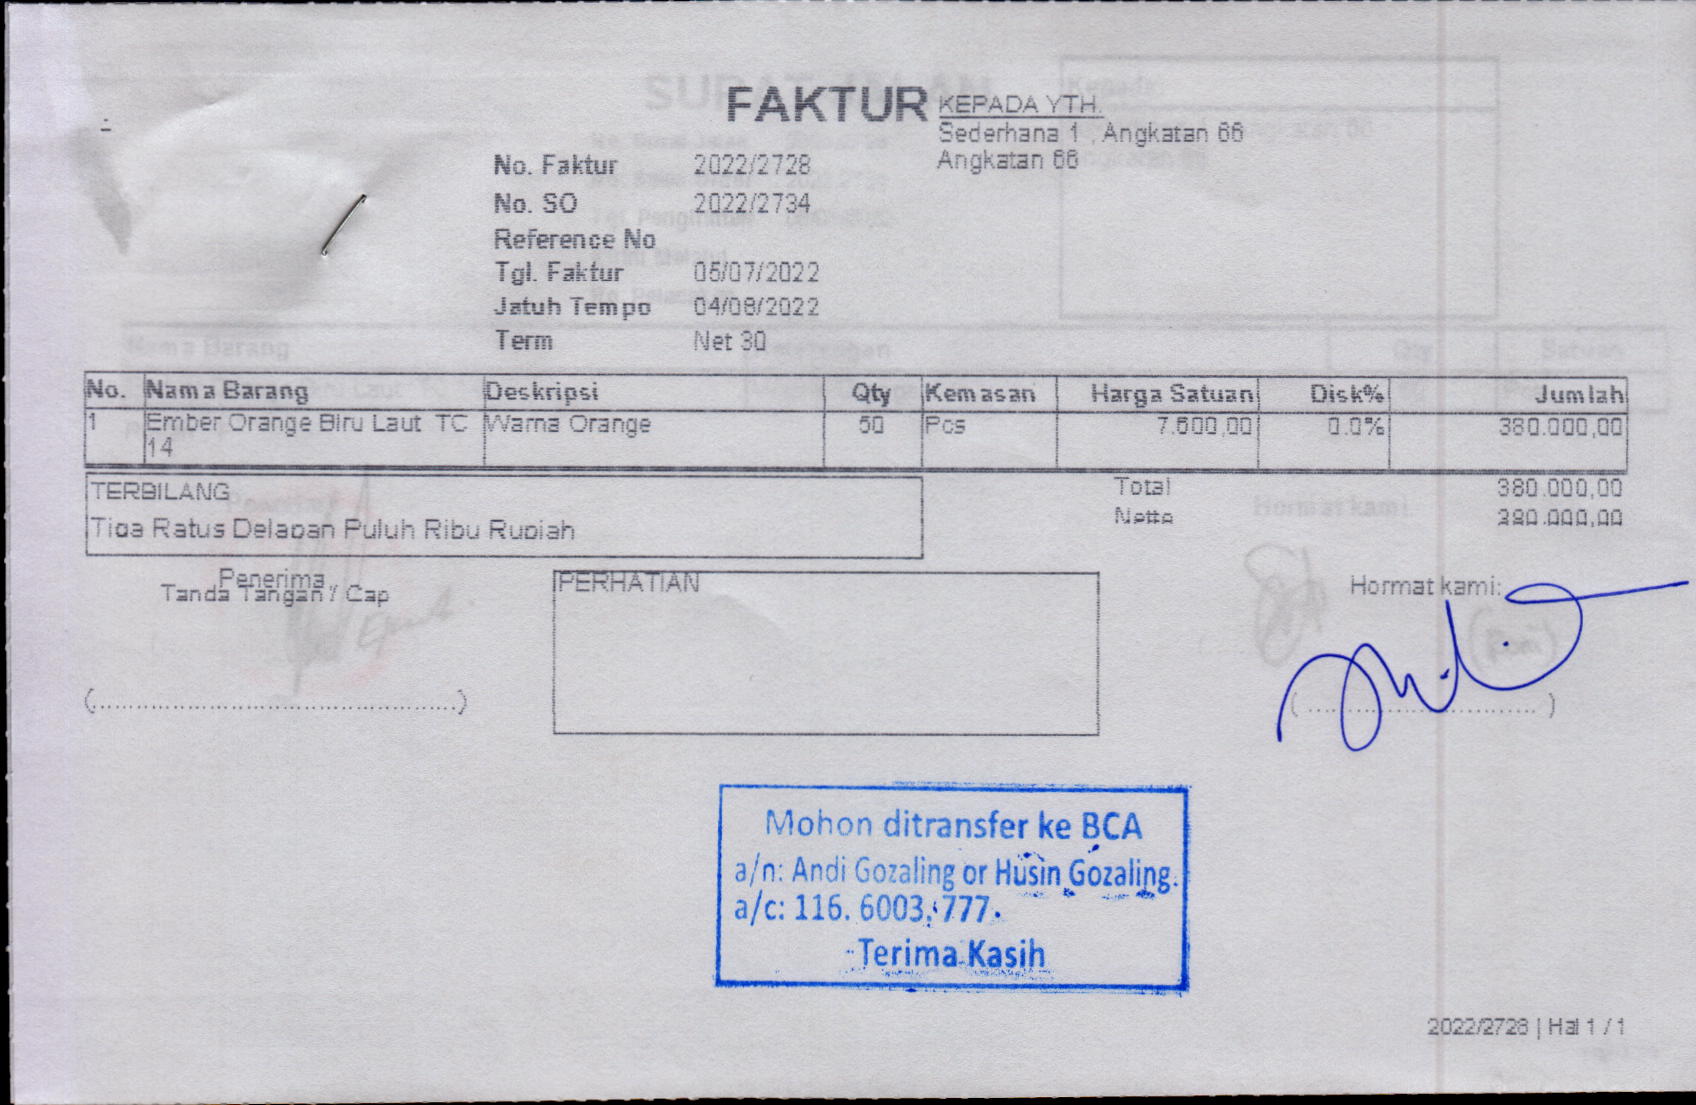 FAKTUR
KEPADA YTH.
Sederhana 1 , Angkatan 66
Angkatan 66
No. Faktur 2022/2728
No. SO 2022/2734
Reference No
Tgl. Faktur 05/07/2022
Jatuh Tempo 04/08/2022
Term Net 30
No. Nama Barang Deskripsi Qty Kemasan Harga Satuan Disk% Jumlah
1 Ember Orange Biru Laut TC Warna Orange 50 Pcs 7.600,00 0.0% 380.000,00
14
TERBILANG
Tiga Ratus Delapan Puluh Ribu Rupiah
Total 380.000,00
Netto 380.000,00
Penerima
Tanda Tangan / Cap
PERHATIAN
Hormat kami:
(..............................................)
( ............................. )
Mohon ditransfer ke BCA
a/n: Andi Gozaling or Husin Gozaling.
a/c: 116. 6003. 777.
Terima Kasih
2022/2728 | Hal 1 / 1